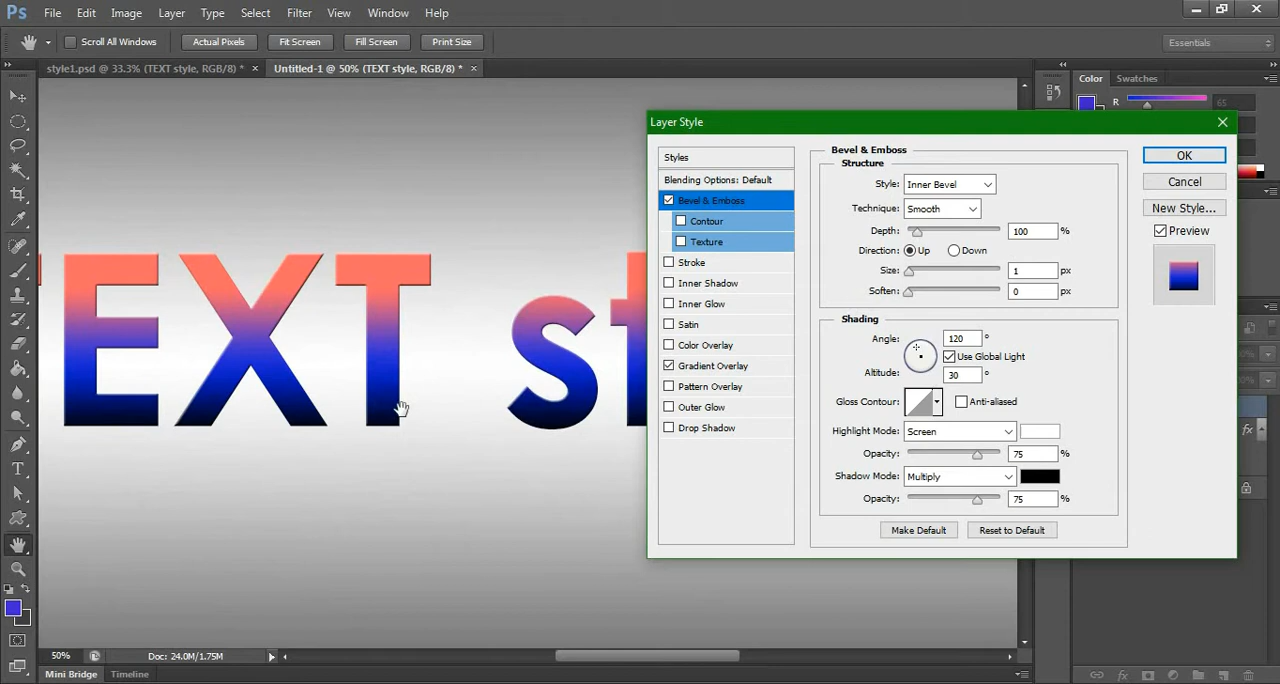 Ps File Edit Image Layer Type Select Filter View Window Help
Scroll All Windows Actual Pixels Fit Screen Fill Screen Print Size Essentials
style1.psd @ 33.3% (TEXT style, RGB/8) * × Untitled-1 @ 50% (TEXT style, RGB/8) * ×
Color Swatches
R 65
TEXT st
Layer Style
Styles
Blending Options: Default
Bevel & Emboss
Contour
Texture
Stroke
Inner Shadow
Inner Glow
Satin
Color Overlay
Gradient Overlay
Pattern Overlay
Outer Glow
Drop Shadow
Bevel & Emboss
Structure
Style: Inner Bevel
Technique: Smooth
Depth: 100 %
Direction: Up Down
Size: 1 px
Soften: 0 px
Shading
Angle: 120 °
Use Global Light
Altitude: 30 °
Gloss Contour: Anti-aliased
Highlight Mode: Screen
Opacity: 75 %
Shadow Mode: Multiply
Opacity: 75 %
Make Default Reset to Default
OK
Cancel
New Style...
Preview
fx
50% Doc: 24.0M/1.75M
Mini Bridge Timeline
fx